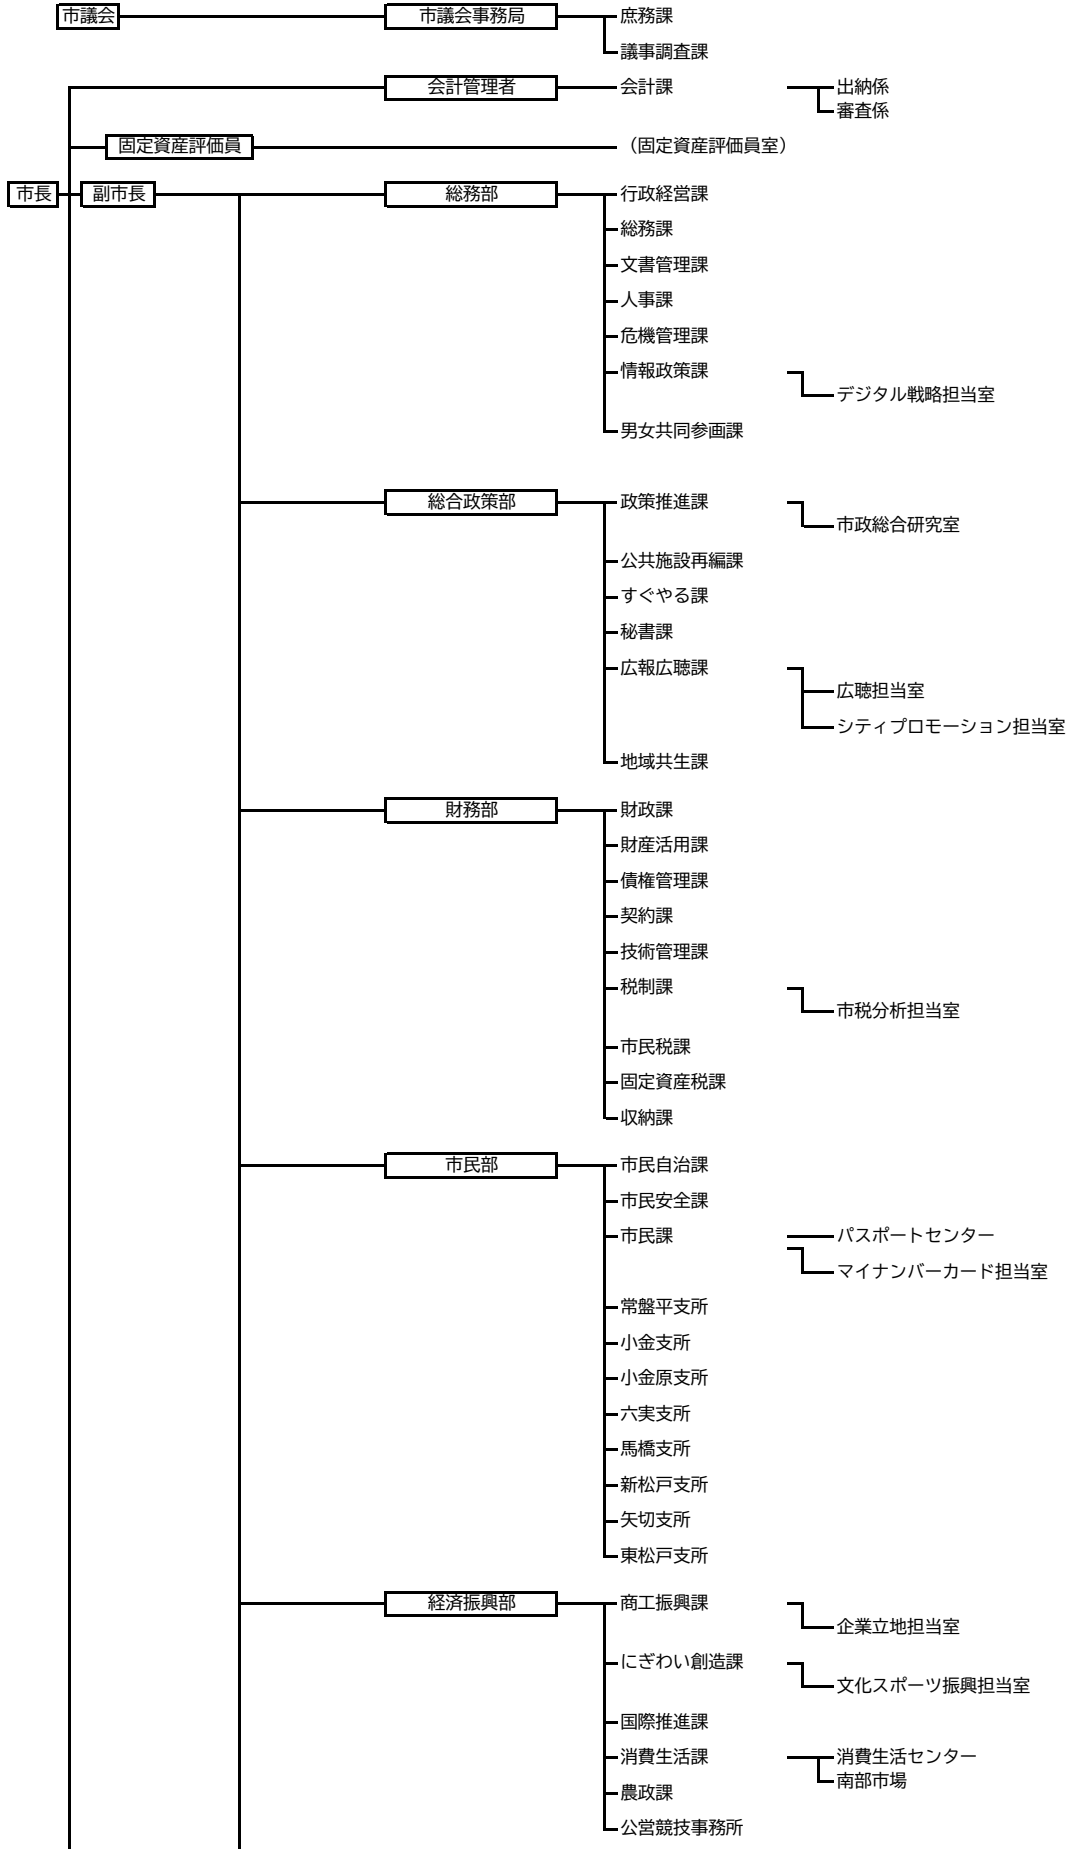 市議会 市議会事務局 庶務課
議事調査課
会計管理者 会計課 出納係
審査係
固定資産評価員 （固定資産評価員室）
市長 副市長 総務部 行政経営課
総務課
文書管理課
人事課
危機管理課
情報政策課
デジタル戦略担当室
男女共同参画課
総合政策部 政策推進課
市政総合研究室
公共施設再編課
すぐやる課
秘書課
広報広聴課
広聴担当室
シティプロモーション担当室
地域共生課
財務部 財政課
財産活用課
債権管理課
契約課
技術管理課
税制課
市税分析担当室
市民税課
固定資産税課
収納課
市民部 市民自治課
市民安全課
市民課 パスポートセンター
マイナンバーカード担当室
常盤平支所
小金支所
小金原支所
六実支所
馬橋支所
新松戸支所
矢切支所
東松戸支所
経済振興部 商工振興課
企業立地担当室
にぎわい創造課
文化スポーツ振興担当室
国際推進課
消費生活課 消費生活センター
南部市場
農政課
公営競技事務所